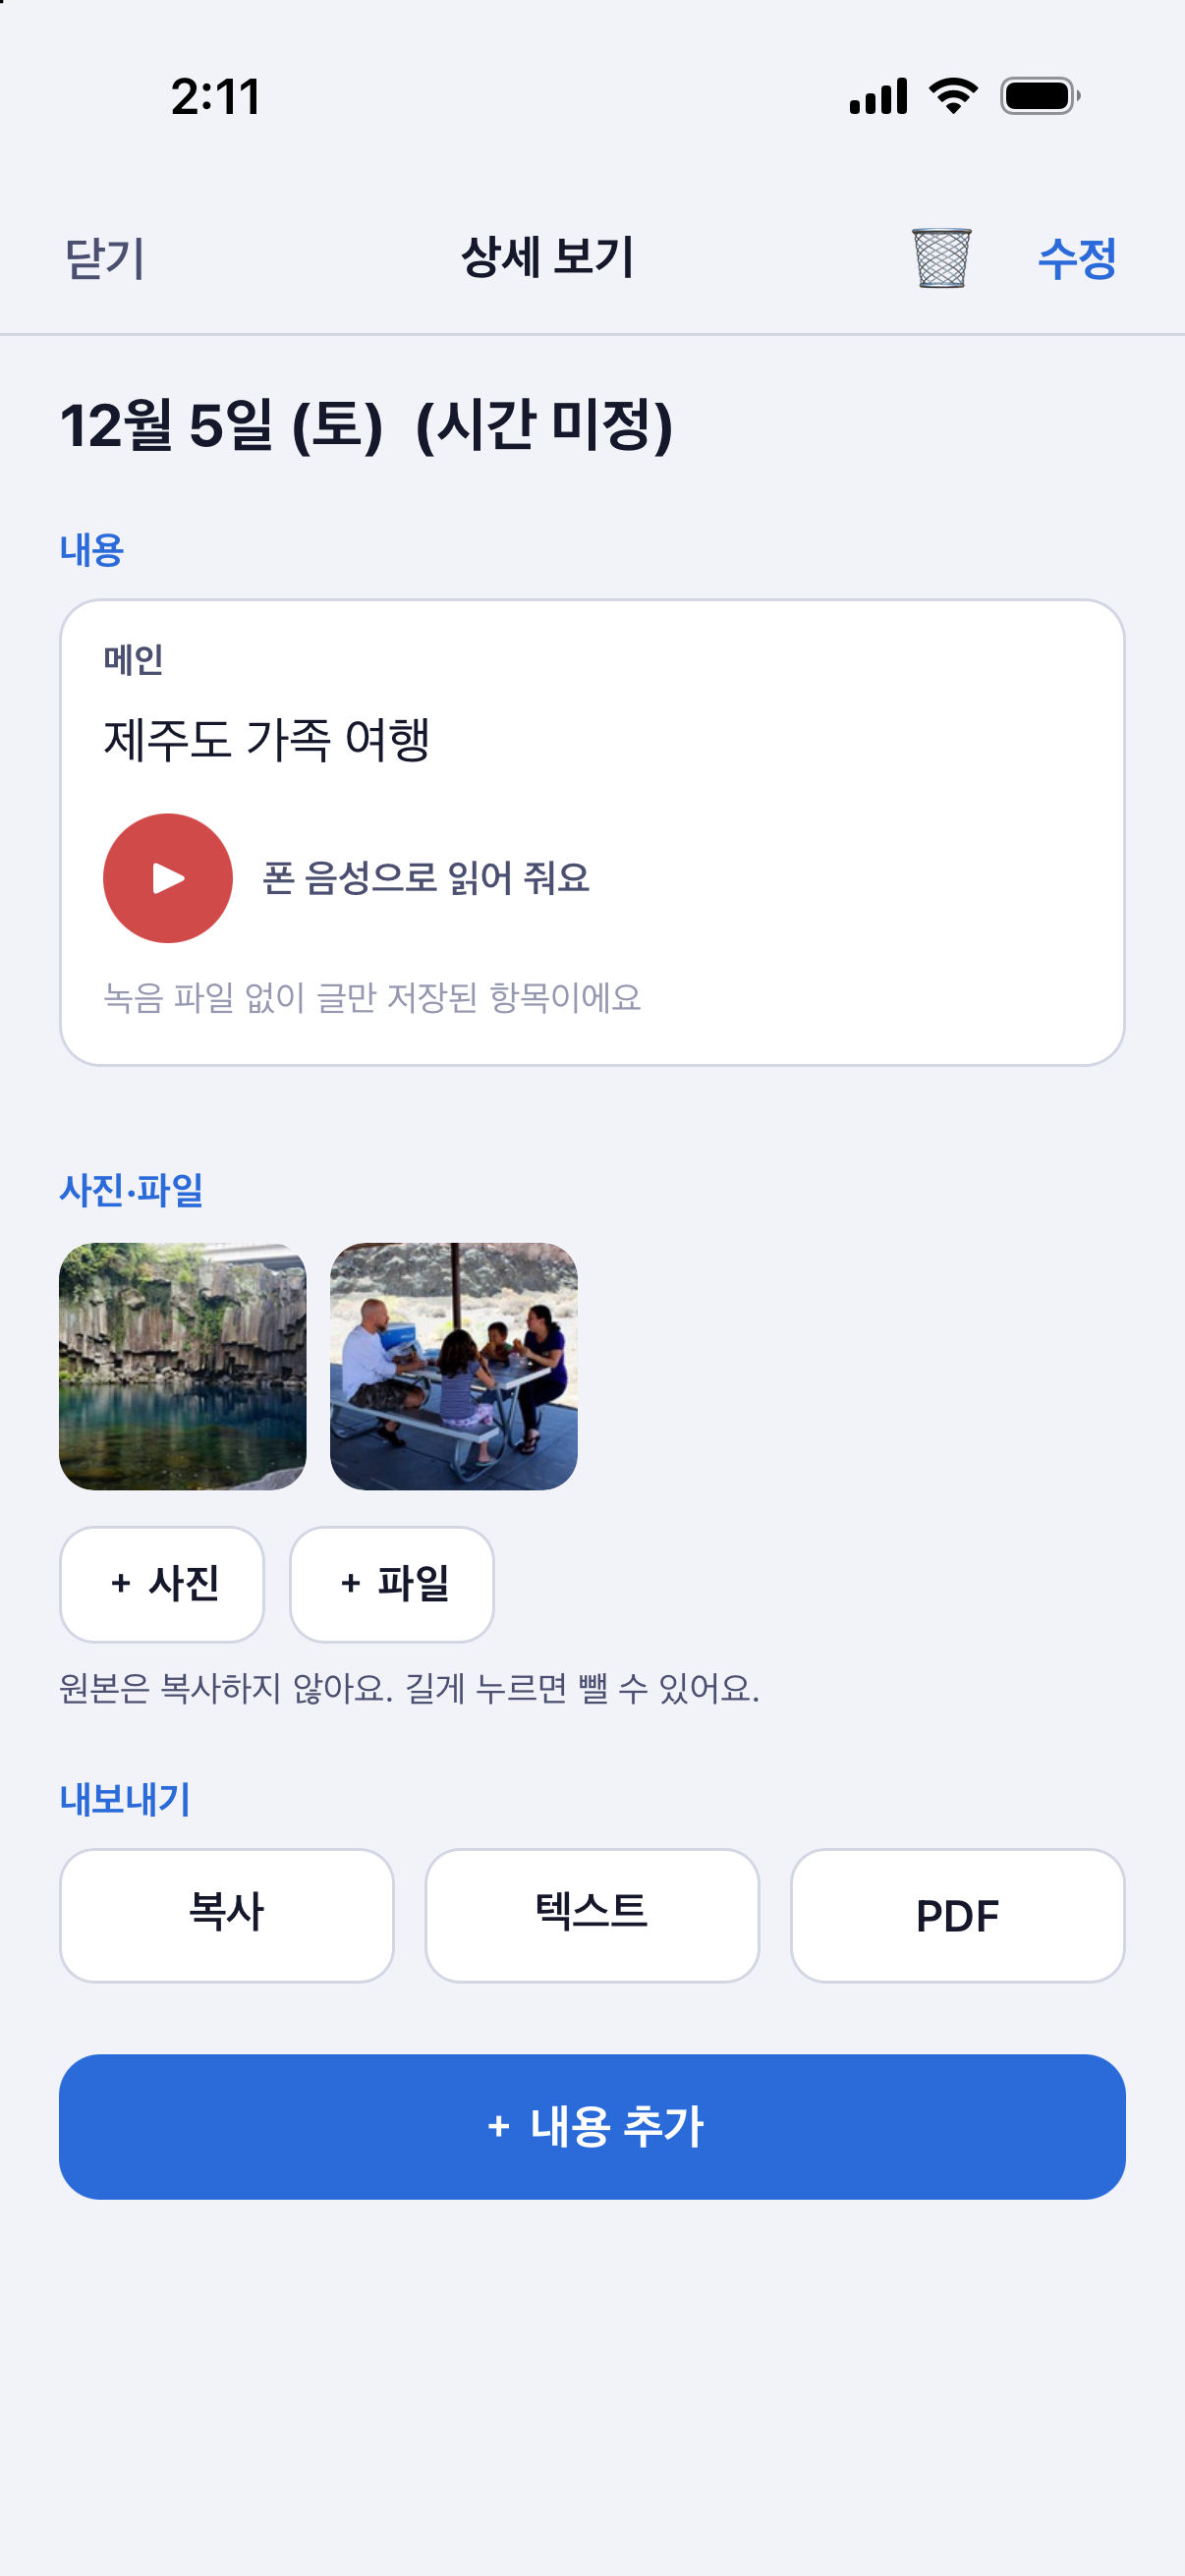 2:11
닫기 상세 보기 수정
12월 5일 (토) (시간 미정)
내용
메인
제주도 가족 여행
폰 음성으로 읽어 줘요
녹음 파일 없이 글만 저장된 항목이에요
사진·파일
+ 사진 + 파일
원본은 복사하지 않아요. 길게 누르면 뺄 수 있어요.
내보내기
복사 텍스트 PDF
+ 내용 추가